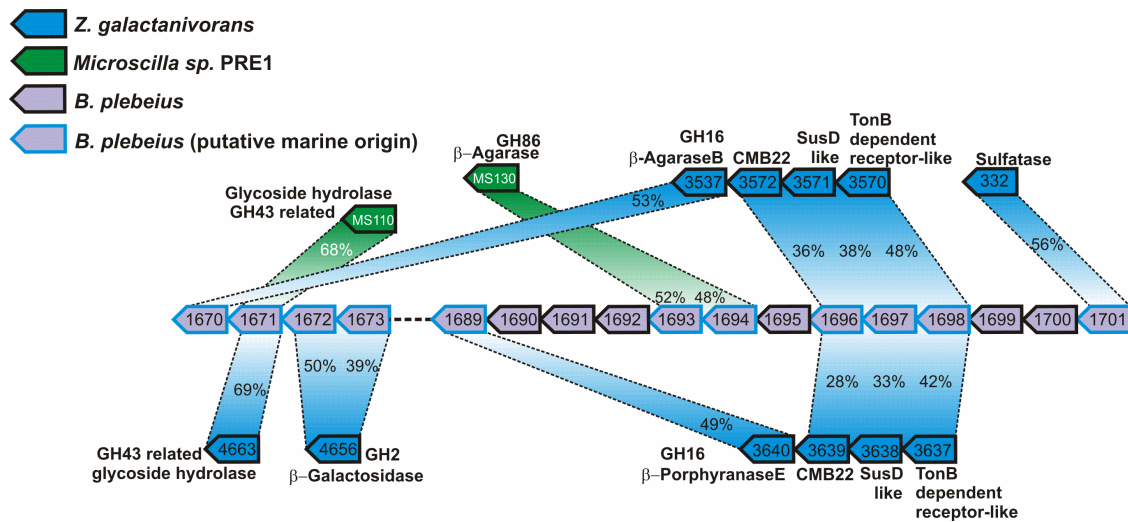 Z. galactanivorans
Microscilla sp. PRE1
B. plebeius
B. plebeius (putative marine origin)
Glycoside hydrolase
GH43 related
MS110
68%
GH86
β–Agarase
MS130
GH16
β-AgaraseB
CMB22
SusD
like
TonB
dependent
receptor-like
Sulfatase
3537 3572 3571 3570 332
53%
36% 38% 48%
56%
52% 48%
1670 1671 1672 1673 1689 1690 1691 1692 1693 1694 1695 1696 1697 1698 1699 1700 1701
69%
50% 39%
49%
28% 33% 42%
4663
GH43 related
glycoside hydrolase
4656
GH2
β–Galactosidase
3640 3639 3638 3637
GH16
β–PorphyranaseE
CMB22
SusD
like
TonB
dependent
receptor-like